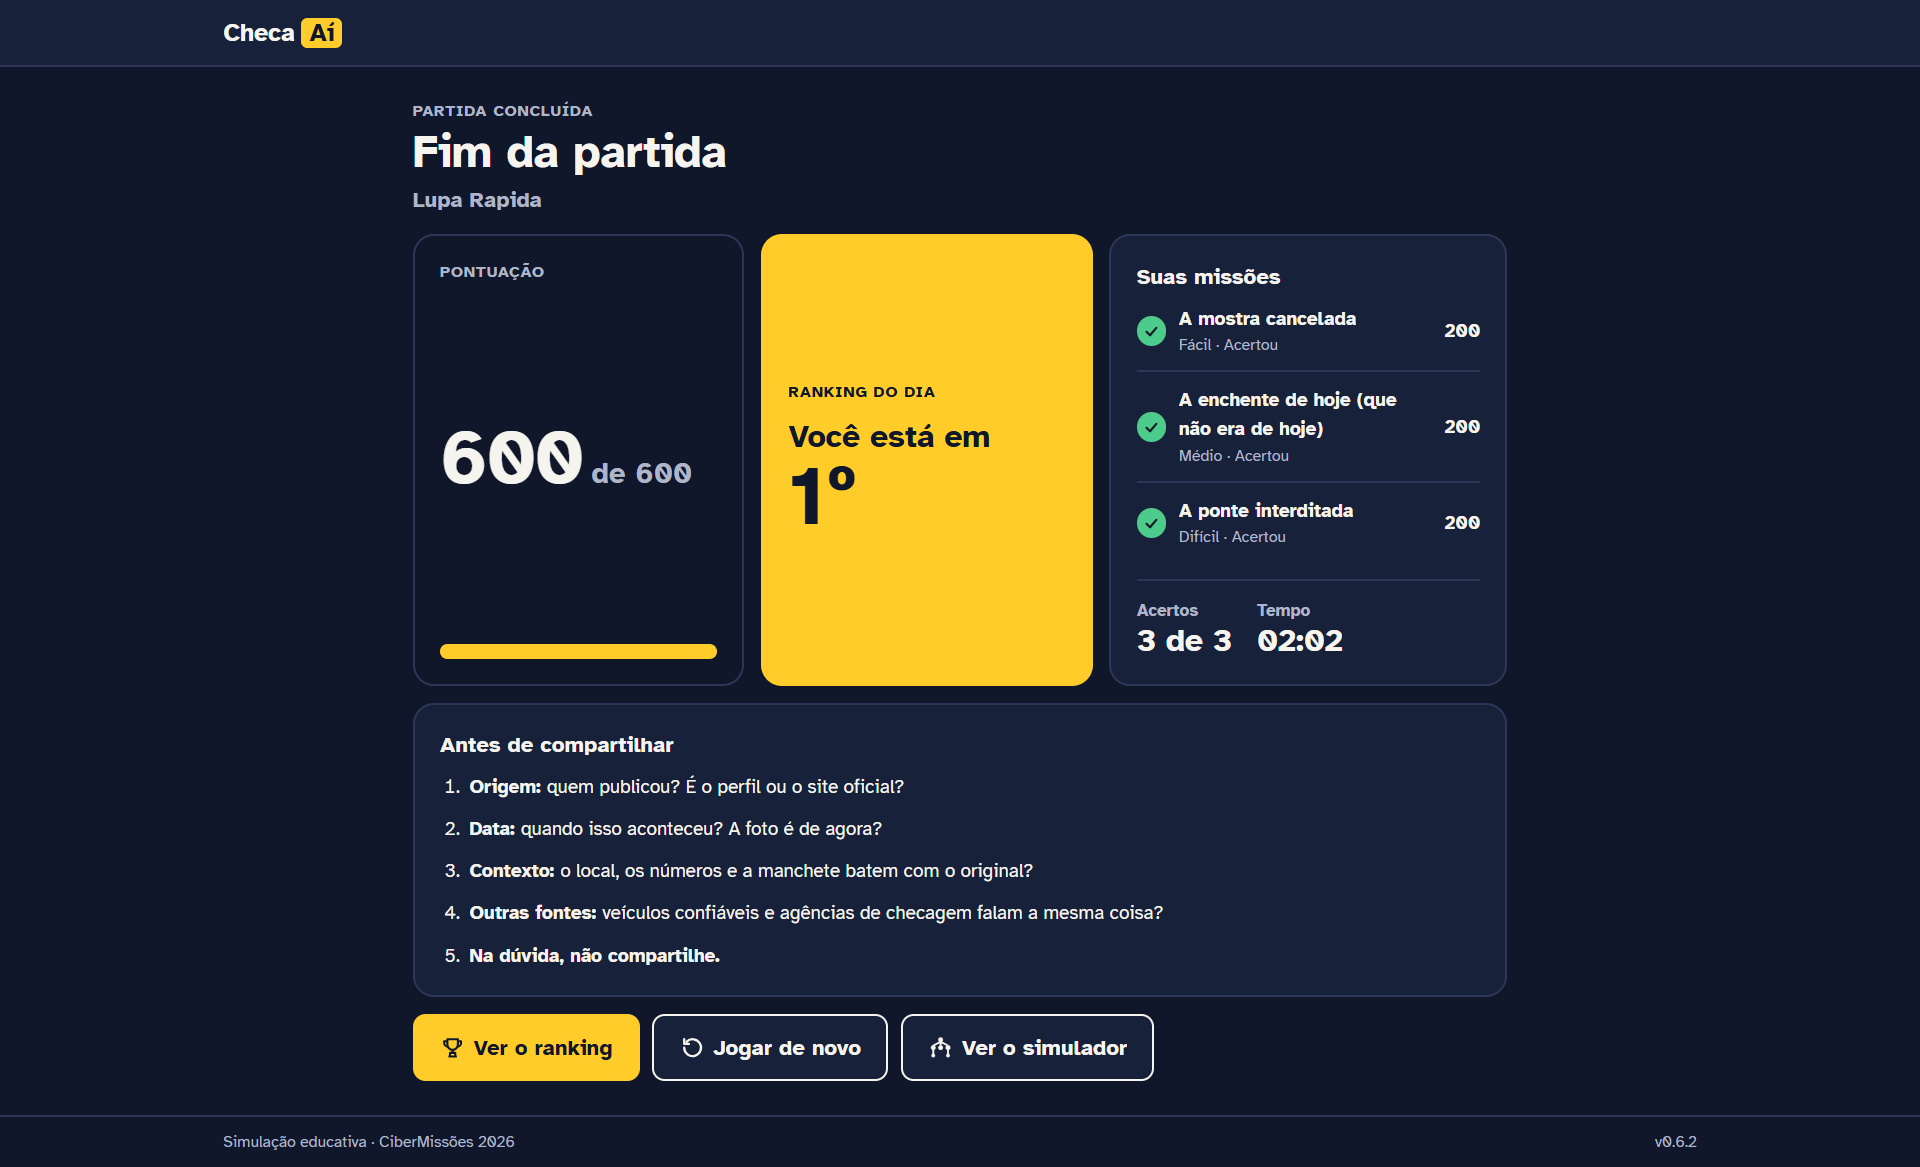 Checa Aí
PARTIDA CONCLUÍDA
Fim da partida
Lupa Rapida
PONTUAÇÃO
600 de 600
RANKING DO DIA
Você está em
1º
Suas missões
A mostra cancelada
Fácil · Acertou
200
A enchente de hoje (que
não era de hoje)
Médio · Acertou
200
A ponte interditada
Difícil · Acertou
200
Acertos
3 de 3
Tempo
02:02
Antes de compartilhar
1. Origem: quem publicou? É o perfil ou o site oficial?
2. Data: quando isso aconteceu? A foto é de agora?
3. Contexto: o local, os números e a manchete batem com o original?
4. Outras fontes: veículos confiáveis e agências de checagem falam a mesma coisa?
5. Na dúvida, não compartilhe.
Ver o ranking
Jogar de novo
Ver o simulador
Simulação educativa · CiberMissões 2026
v0.6.2